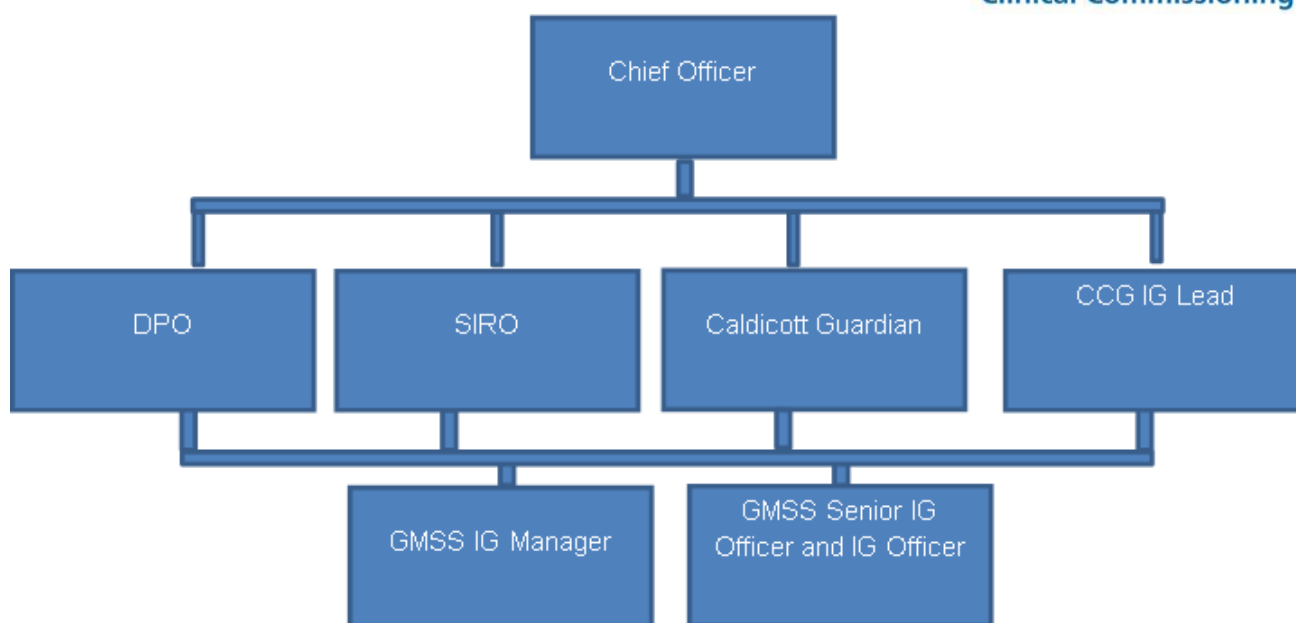 Clinical Commissioning
Chief Officer
DPO
SIRO
Caldicott Guardian
CCG IG Lead
GMSS IG Manager
GMSS Senior IG
Officer and IG Officer